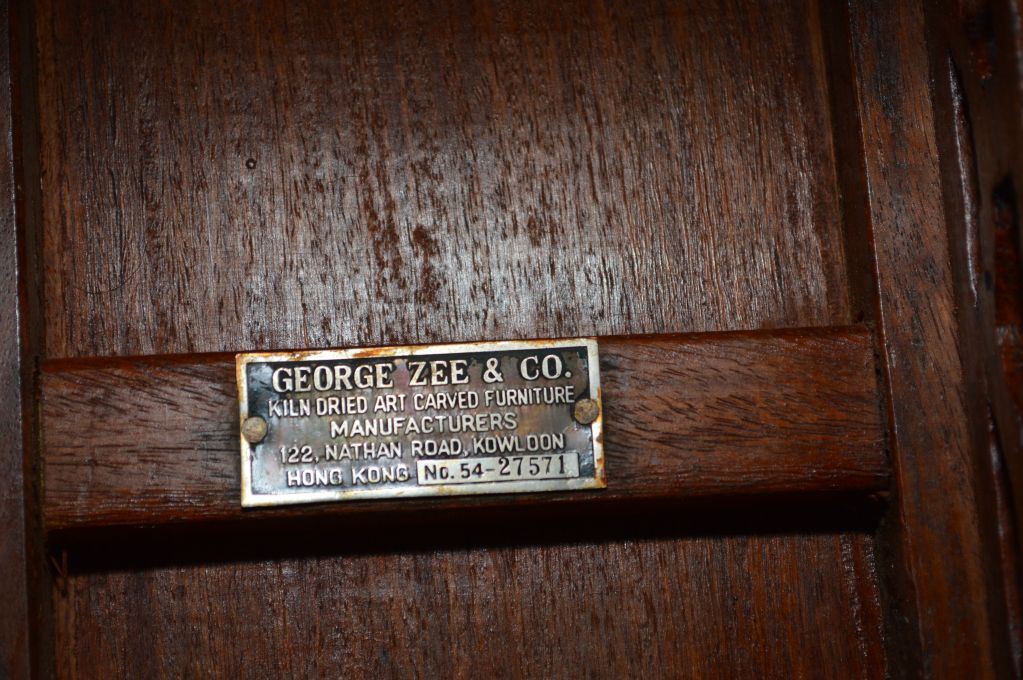 GEORGE ZEE & CO.
KILN DRIED ART CARVED FURNITURE
MANUFACTURERS
122, NATHAN ROAD, KOWLOON
HONG KONG No. 54-27571